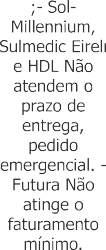 ;- Sol-
Millennium,
Sulmedic Eireli
e HDL Não
atendem o
prazo de
entrega,
pedido
emergencial. -
Futura Não
atinge o
faturamento
mínimo.